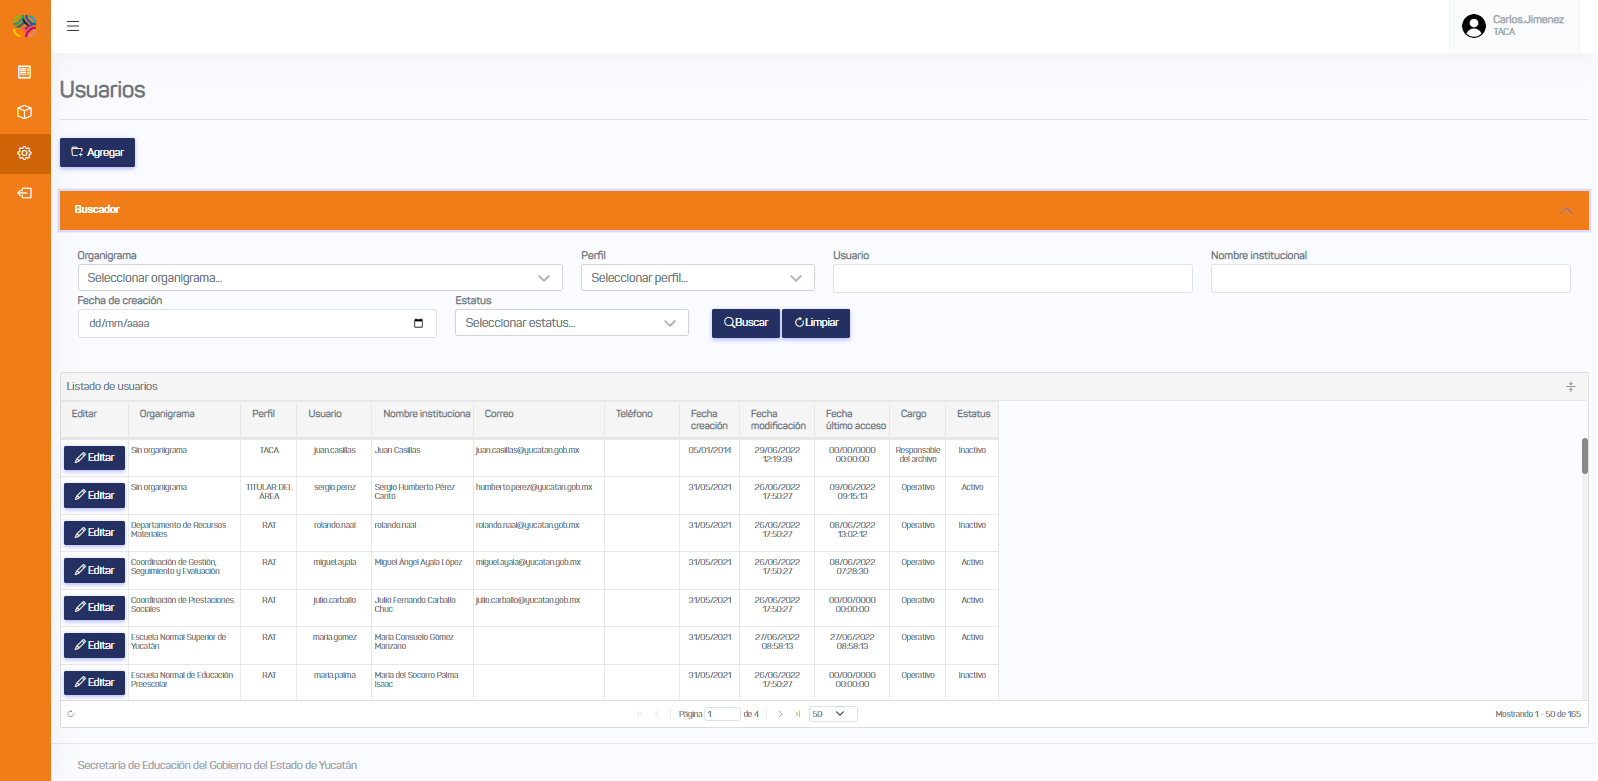 Carlos.Jimenez
TACA
Usuarios
Agregar
Buscador
Organigrama Perfil Usuario Nombre institucional
Seleccionar organigrama... Seleccionar perfil...
Fecha de creación Estatus
dd/mm/aaaa Seleccionar estatus... Buscar Limpiar
Listado de usuarios
Editar Organigrama Perfil Usuario Nombre instituciona Correo Teléfono Fecha creación Fecha modificación Fecha último acceso Cargo Estatus
Editar Sin organigrama TACA juan.casillas Juan Casillas juan.casillas@yucatan.gob.mx 05/01/2014 29/06/2022 12:19:39 00/00/0000 00:00:00 Responsable del archivo Inactivo
Editar Sin organigrama TITULAR DEL ÁREA sergio.perez Sergio Humberto Pérez Canto humberto.perez@yucatan.gob.mx 31/05/2021 26/06/2022 17:50:27 09/06/2022 09:15:13 Operativo Activo
Editar Departamento de Recursos Materiales RAT rolando.naal rolando.naal rolando.naal@yucatan.gob.mx 31/05/2021 26/06/2022 17:50:27 08/06/2022 13:02:12 Operativo Inactivo
Editar Coordinación de Gestión, Seguimiento y Evaluación RAT miguel.ayala Miguel Ángel Ayala López miguel.ayala@yucatan.gob.mx 31/05/2021 26/06/2022 17:50:27 08/06/2022 07:28:30 Operativo Activo
Editar Coordinación de Prestaciones Sociales RAT julio.carballo Julio Fernando Carballo Chuc julio.carballo@yucatan.gob.mx 31/05/2021 26/06/2022 17:50:27 00/00/0000 00:00:00 Operativo Activo
Editar Escuela Normal Superior de Yucatán RAT maria.gomez María Consuelo Gómez Manzano 31/05/2021 27/06/2022 08:58:13 27/06/2022 08:58:13 Operativo Activo
Editar Escuela Normal de Educación Preescolar RAT maria.palma María del Socorro Palma Isaac 31/05/2021 26/06/2022 17:50:27 00/00/0000 00:00:00 Operativo Inactivo
Página 1 de 4 50 Mostrando 1 - 50 de 165
Secretaría de Educación del Gobierno del Estado de Yucatán